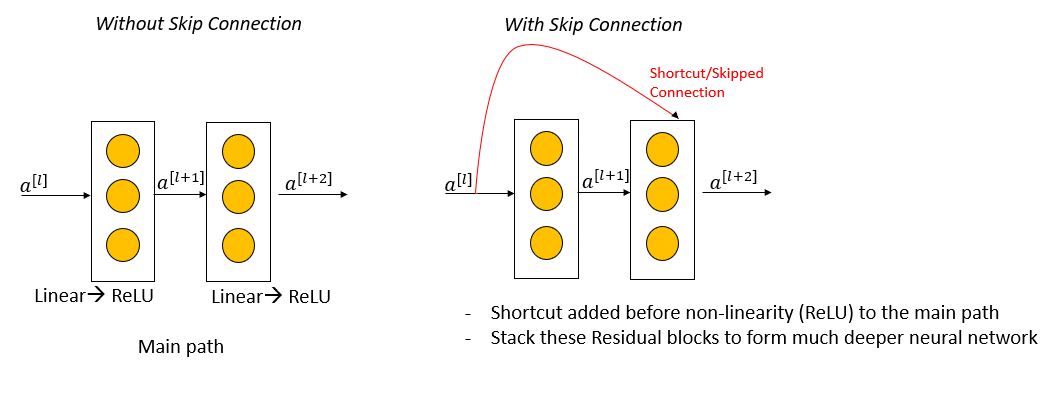 Without Skip Connection
a[l]
a[l+1]
a[l+2]
Linear→ ReLU
Linear→ ReLU
Main path
With Skip Connection
Shortcut/Skipped
Connection
a[l]
a[l+1]
a[l+2]
- Shortcut added before non-linearity (ReLU) to the main path
- Stack these Residual blocks to form much deeper neural network